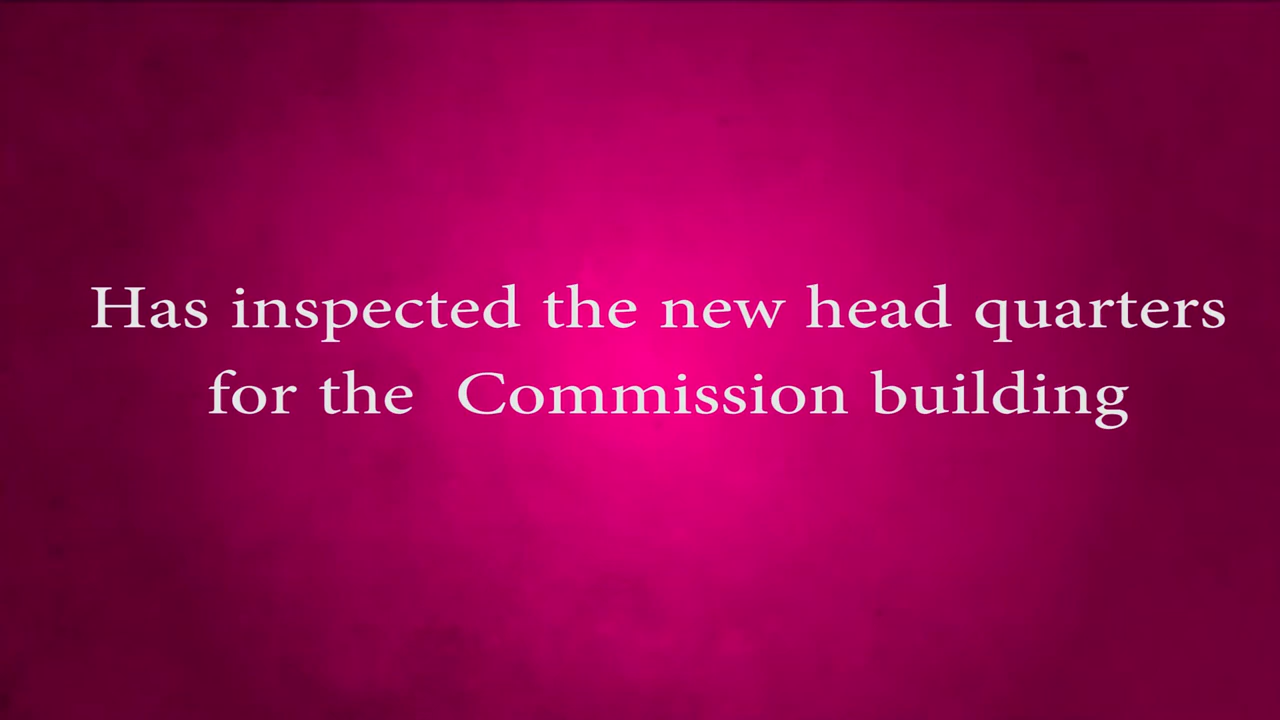 Has inspected the new head quarters
for the  Commission building